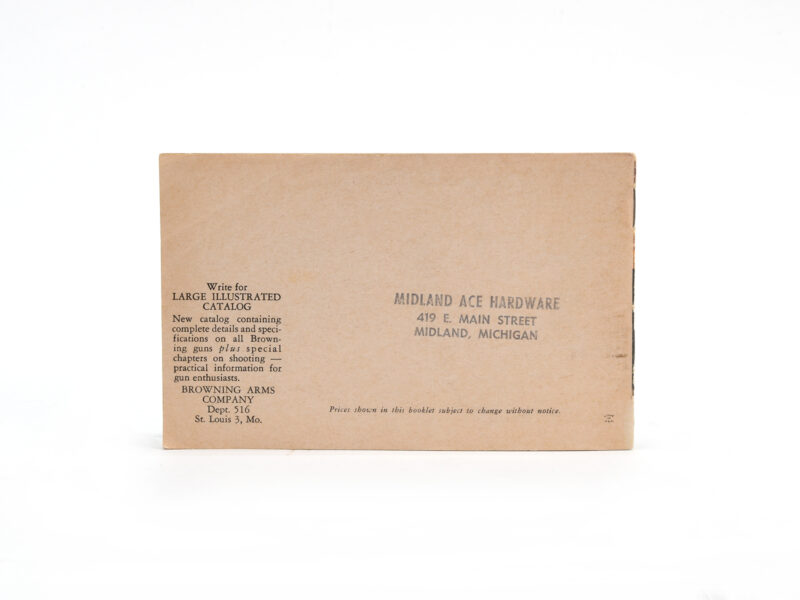 Write for
LARGE ILLUSTRATED
CATALOG
New catalog containing
complete details and speci-
fications on all Brown-
ing guns plus special
chapters on shooting —
practical information for
gun enthusiasts.
BROWNING ARMS
COMPANY
Dept. 516
St. Louis 3, Mo.
MIDLAND ACE HARDWARE
419 E. MAIN STREET
MIDLAND, MICHIGAN
Prices shown in this booklet subject to change without notice.